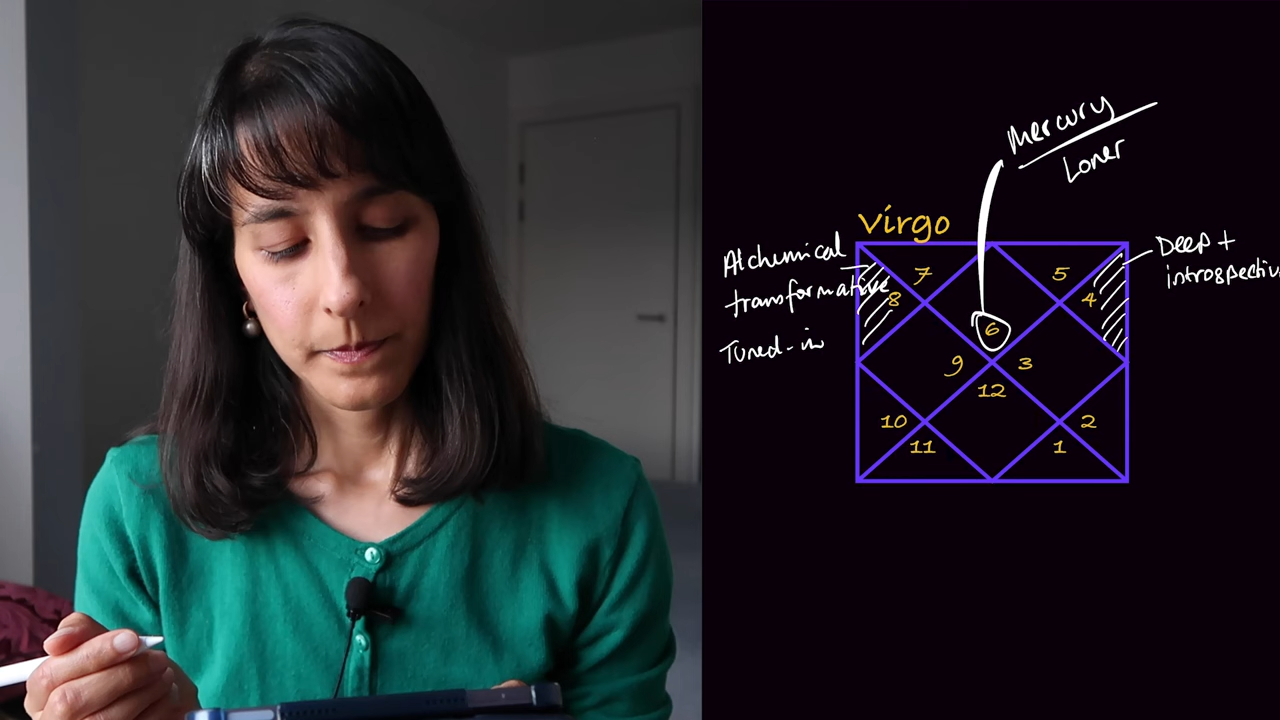 Mercury
Loner
Virgo
Alchemical
transformative
Tuned-in
Deep +
introspectiv
7
5
8
4
6
9
3
12
10
2
11
1